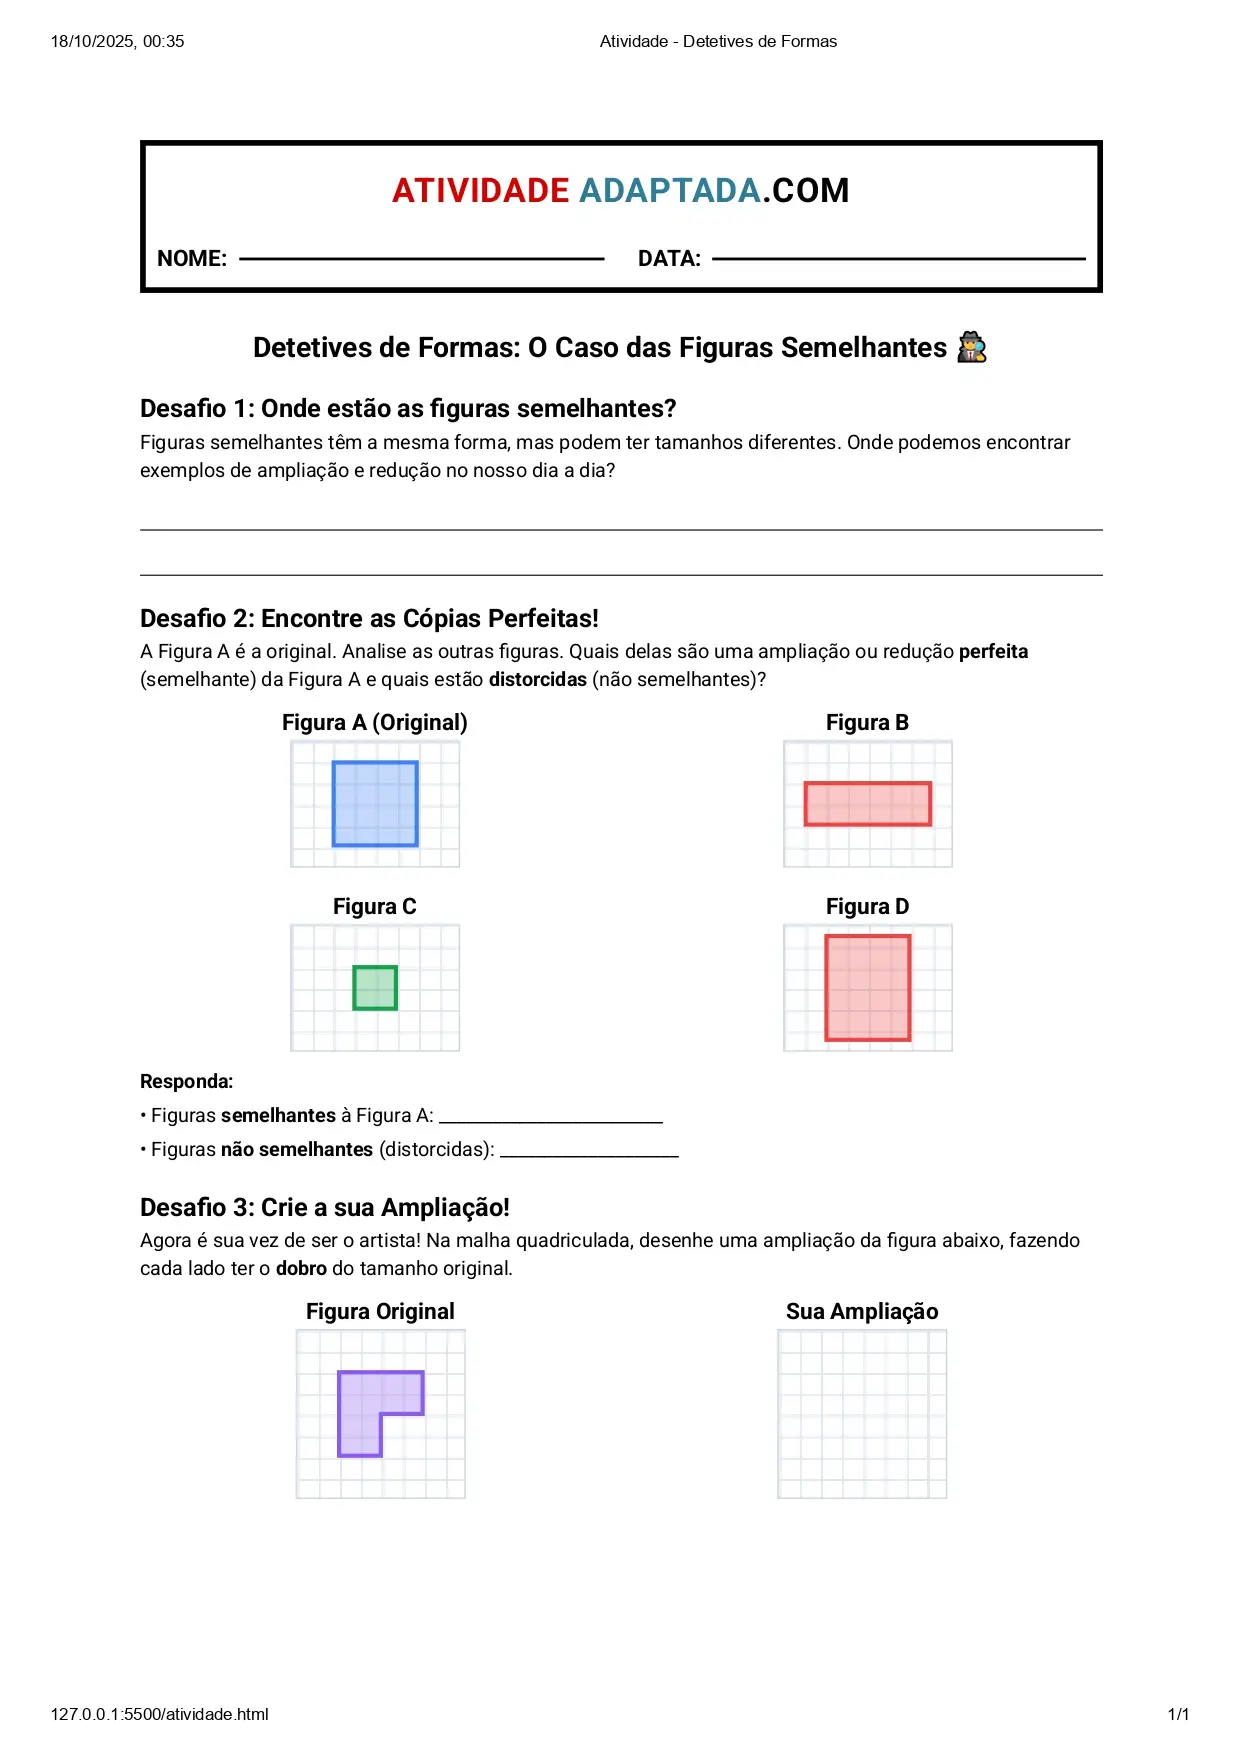 18/10/2025, 00:35 Atividade - Detetives de Formas
ATIVIDADE ADAPTADA.COM
NOME: DATA:
Detetives de Formas: O Caso das Figuras Semelhantes
Desafio 1: Onde estão as figuras semelhantes?
Figuras semelhantes têm a mesma forma, mas podem ter tamanhos diferentes. Onde podemos encontrar
exemplos de ampliação e redução no nosso dia a dia?
Desafio 2: Encontre as Cópias Perfeitas!
A Figura A é a original. Analise as outras figuras. Quais delas são uma ampliação ou redução perfeita
(semelhante) da Figura A e quais estão distorcidas (não semelhantes)?
Figura A (Original) Figura B
Figura C Figura D
Responda:
• Figuras semelhantes à Figura A: 
• Figuras não semelhantes (distorcidas): 
Desafio 3: Crie a sua Ampliação!
Agora é sua vez de ser o artista! Na malha quadriculada, desenhe uma ampliação da figura abaixo, fazendo
cada lado ter o dobro do tamanho original.
Figura Original Sua Ampliação
127.0.0.1:5500/atividade.html 1/1